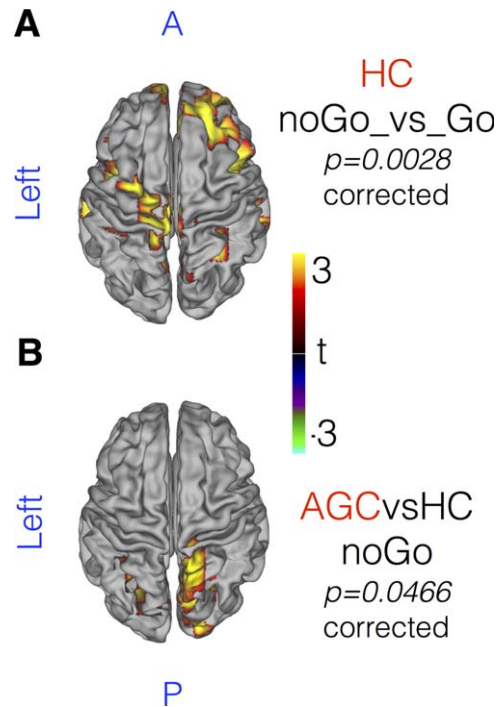 A
A
HC
noGo_vs_Go
p=0.0028
corrected
Left
3
t
-3
B
Left
AGCvsHC
noGo
p=0.0466
corrected
P